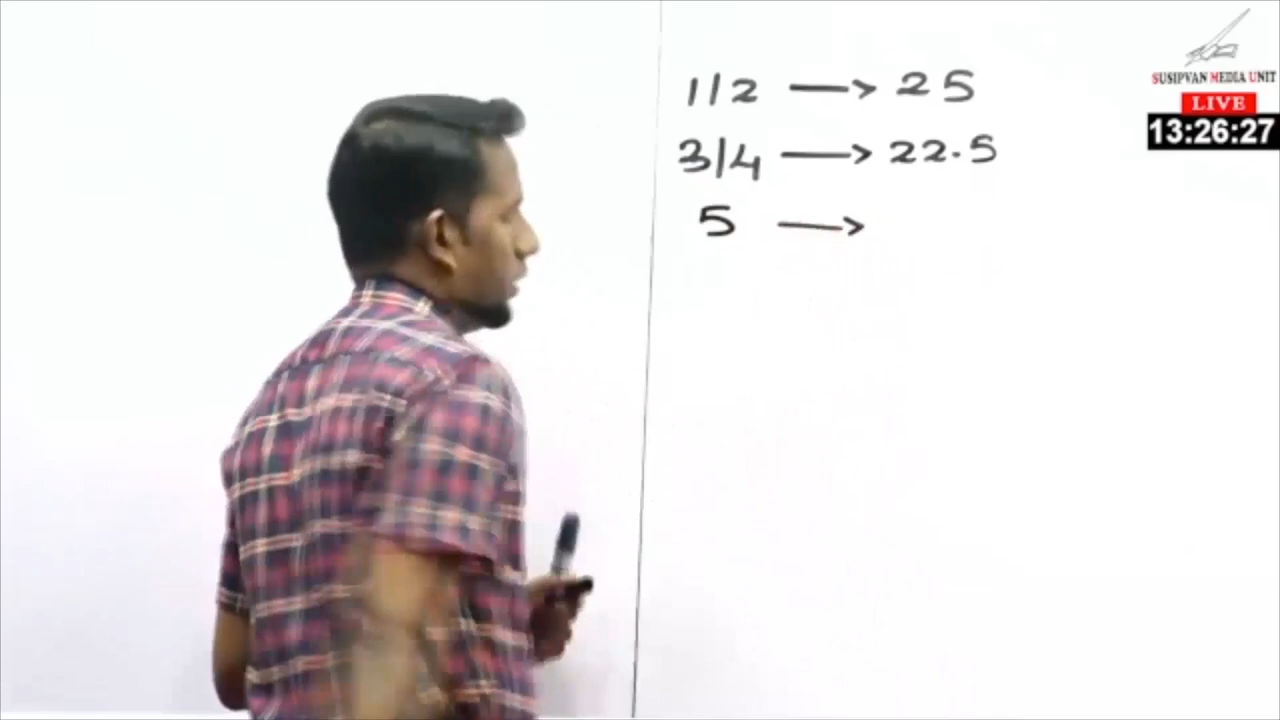 1/2 → 25
3/4 → 22.5
5 →
SUSIPVAN MEDIA UNIT
LIVE
13:26:27